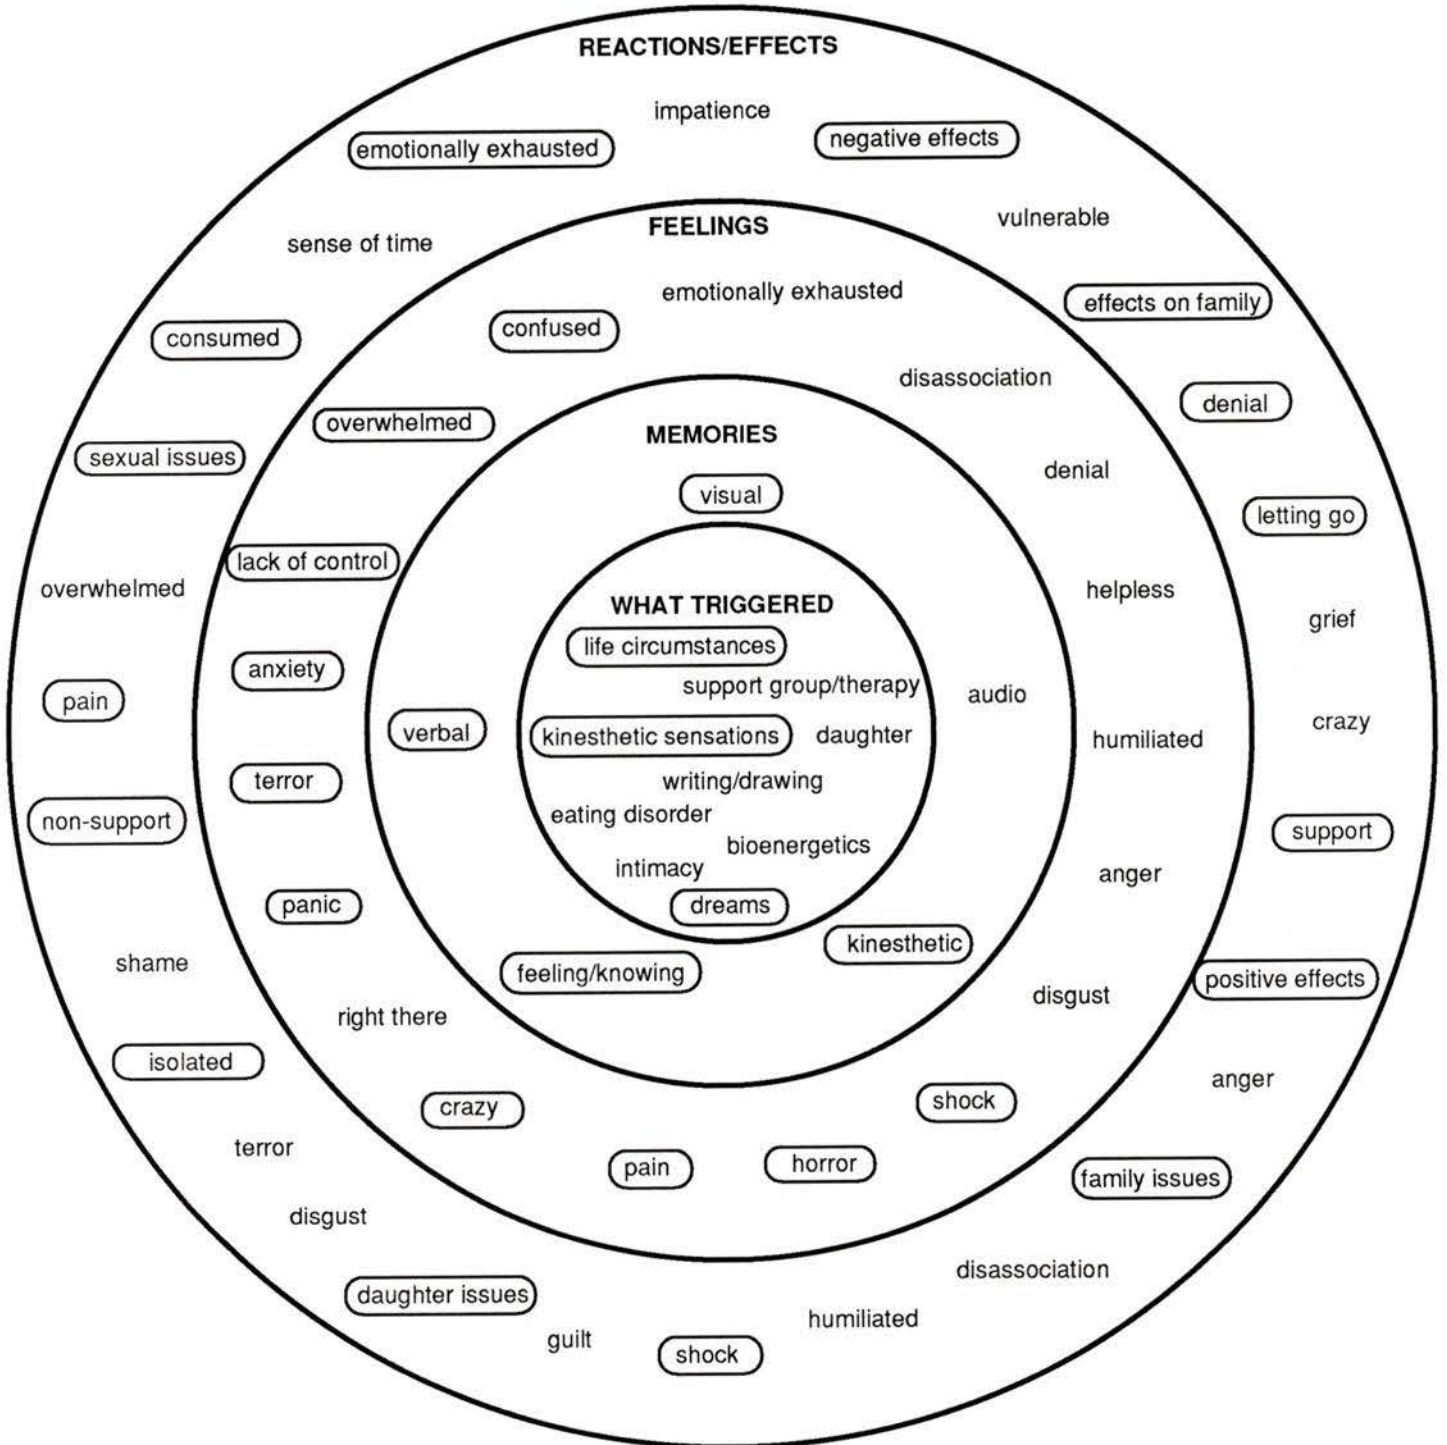 REACTIONS/EFFECTS
impatience
negative effects
emotionally exhausted
vulnerable
sense of time
effects on family
consumed
denial
sexual issues
letting go
overwhelmed
grief
pain
crazy
non-support
support
shame
positive effects
isolated
anger
terror
family issues
disgust
disassociation
daughter issues
humiliated
guilt
shock
FEELINGS
emotionally exhausted
confused
disassociation
overwhelmed
denial
lack of control
helpless
anxiety
humiliated
terror
anger
panic
disgust
right there
shock
crazy
horror
pain
MEMORIES
visual
audio
verbal
kinesthetic
feeling/knowing
WHAT TRIGGERED
life circumstances
support group/therapy
kinesthetic sensations
daughter
writing/drawing
eating disorder
bioenergetics
intimacy
dreams